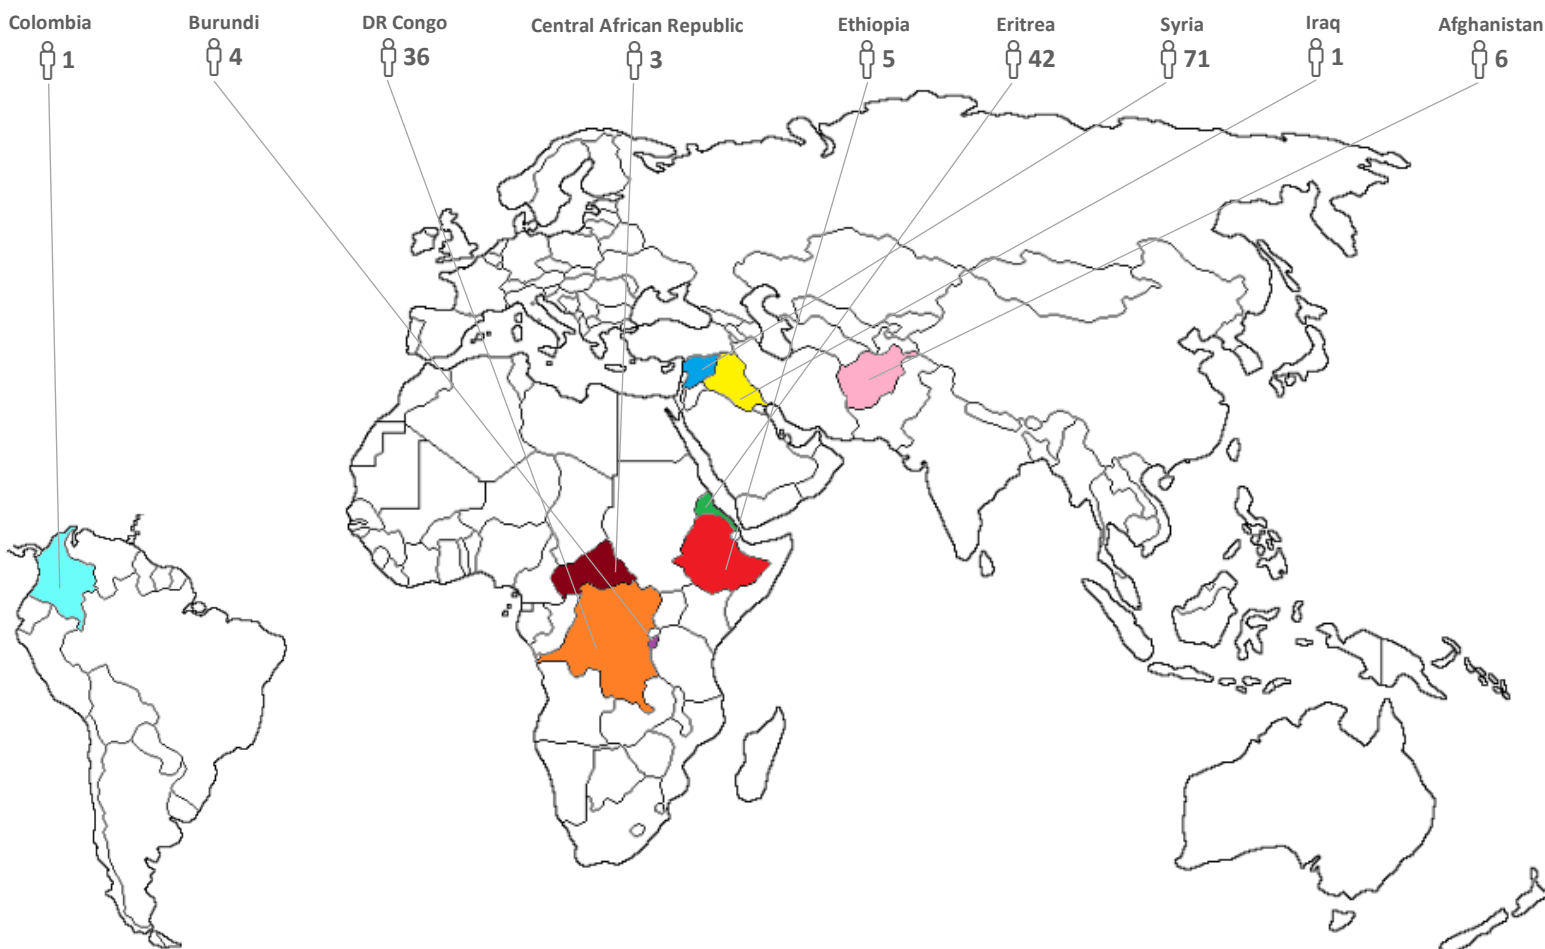 Colombia
1
Burundi
4
DR Congo
36
Central African Republic
3
Ethiopia
5
Eritrea
42
Syria
71
Iraq
1
Afghanistan
6